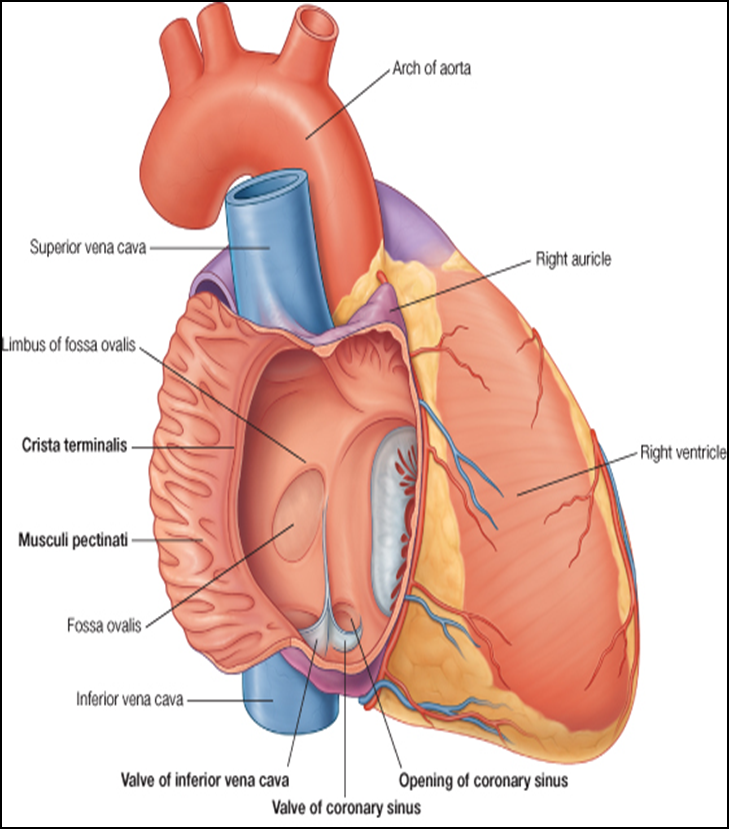 Arch of aorta
Superior vena cava
Right auricle
Limbus of fossa ovalis
Crista terminalis
Right ventricle
Musculi pectinati
Fossa ovalis
Inferior vena cava
Valve of inferior vena cava
Opening of coronary sinus
Valve of coronary sinus